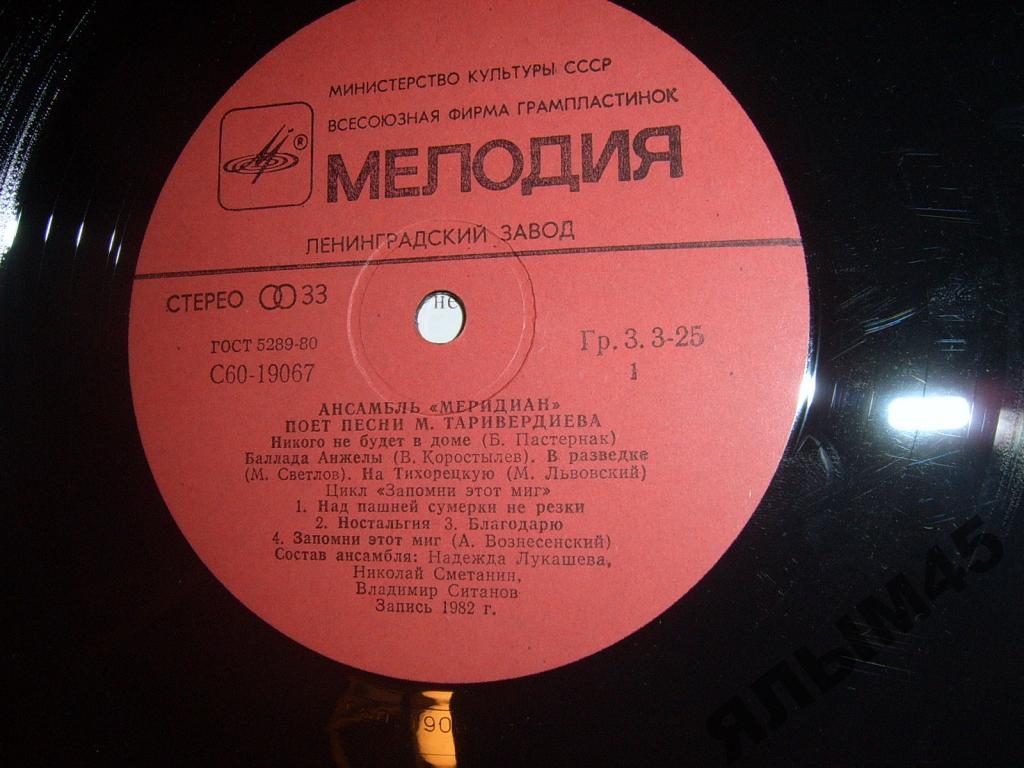 МИНИСТЕРСТВО КУЛЬТУРЫ СССР
ВСЕСОЮЗНАЯ ФИРМА ГРАМПЛАСТИНОК
®
МЕЛОДИЯ
ЛЕНИНГРАДСКИЙ ЗАВОД
СТЕРЕО 33
не
ГОСТ 5289-80
Гр. 3. 3-25
С60-19067
1
АНСАМБЛЬ «МЕРИДИАН»
ПОЕТ ПЕСНИ М. ТАРИВЕРДИЕВА
Никого не будет в доме (Б. Пастернак)
Баллада Анжелы (В. Коростылев). В разведке
(М. Светлов). На Тихорецкую (М. Львовский)
Цикл «Запомни этот миг»
1. Над пашней сумерки не резки
2. Ностальгия 3. Благодарю
4. Запомни этот миг (А. Вознесенский)
Состав ансамбля: Надежда Лукашева,
Николай Сметанин,
Владимир Ситанов
Запись 1982 г.
90
ЯЛЫМ45